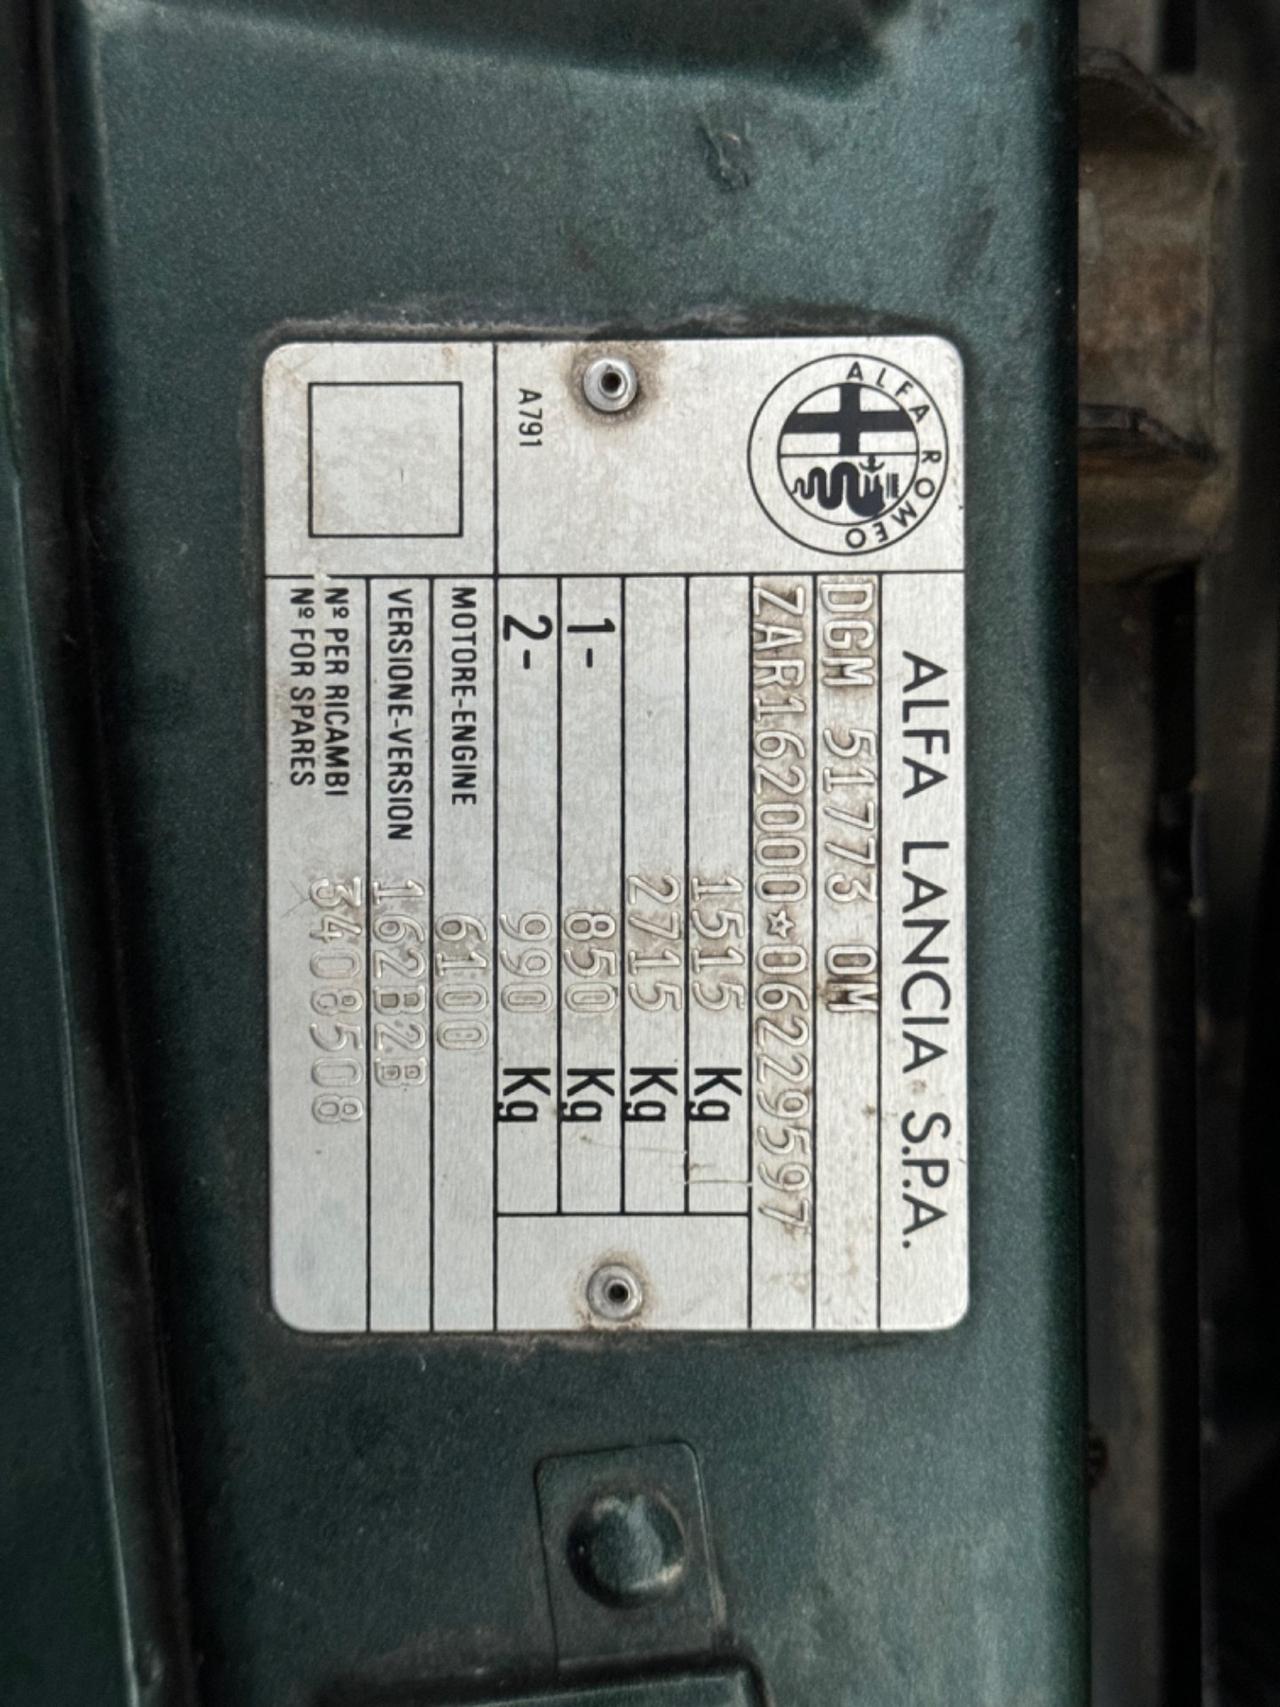 ALFA ROMEO
ALFA LANCIA S.P.A.
DGM 51773 OM
ZAR162000*06229597
1515 Kg
2715 Kg
1- 850 Kg
A791
2- 990 Kg
MOTORE-ENGINE 6100
VERSIONE-VERSION 162B2B
Nº PER RICAMBI 3408508
Nº FOR SPARES